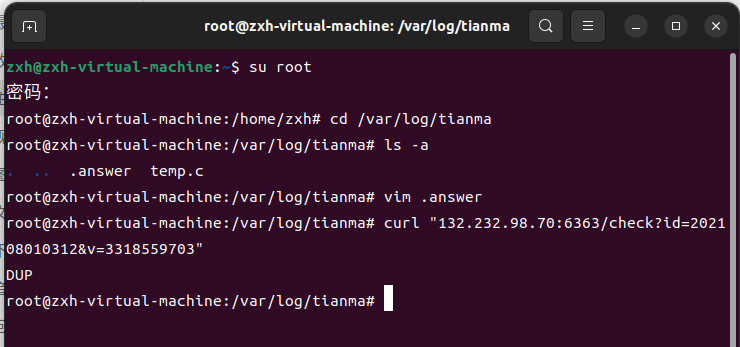 root@zxh-virtual-machine: /var/log/tianma
zxh@zxh-virtual-machine:~$ su root
密码：
root@zxh-virtual-machine:/home/zxh# cd /var/log/tianma
root@zxh-virtual-machine:/var/log/tianma# ls -a
.  ..  .answer  temp.c
root@zxh-virtual-machine:/var/log/tianma# vim .answer
root@zxh-virtual-machine:/var/log/tianma# curl "132.232.98.70:6363/check?id=2021
08010312&v=3318559703"
DUP
root@zxh-virtual-machine:/var/log/tianma#